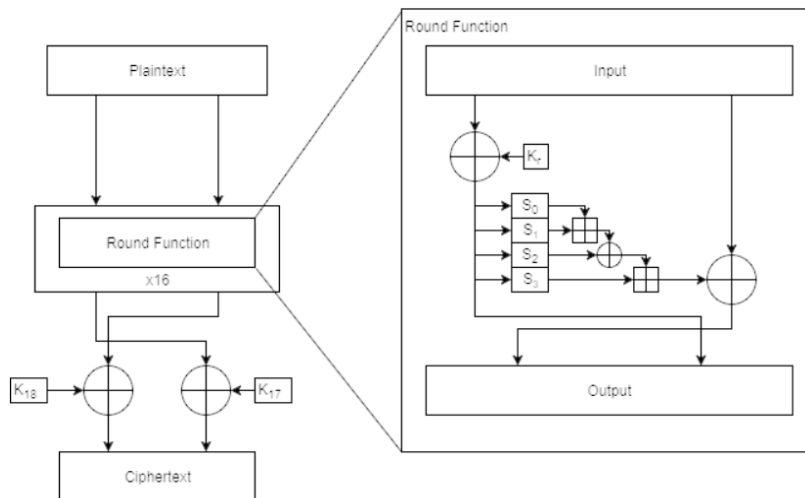 Plaintext
Round Function
x16
K18
K17
Ciphertext
Round Function
Input
Kr
S0
S1
S2
S3
Output